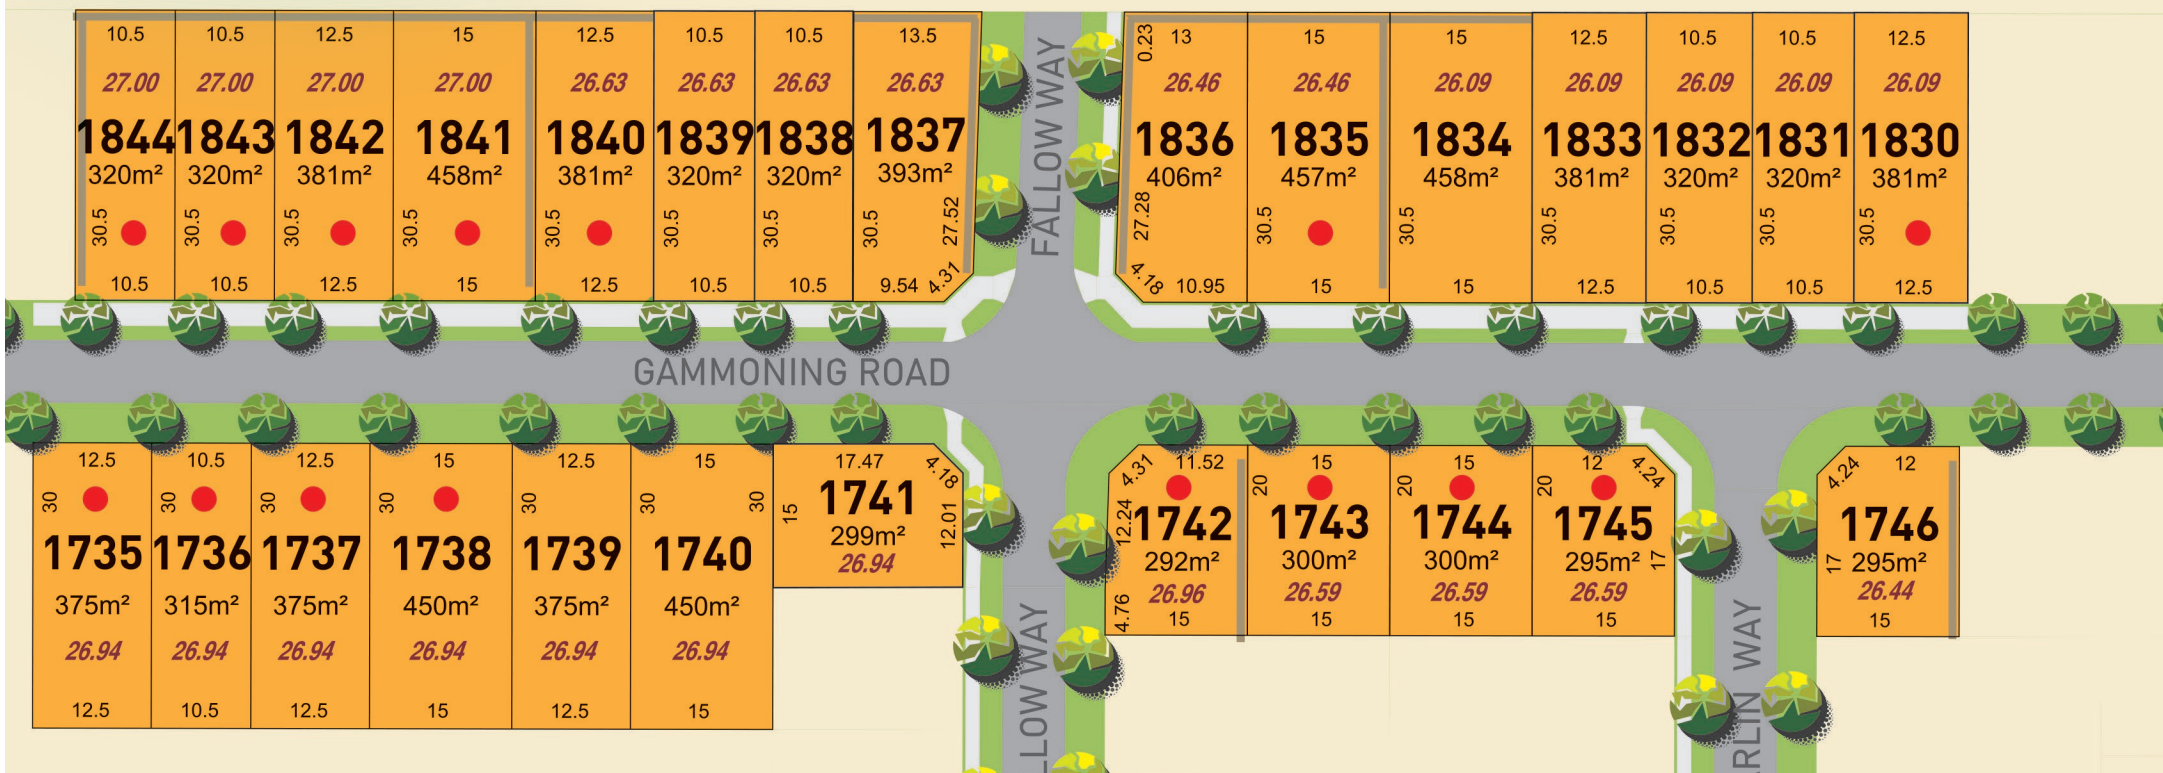 10.5 10.5 12.5 15 12.5 10.5 10.5 13.5
27.00 27.00 27.00 27.00 26.63 26.63 26.63 26.63
1844 1843 1842 1841 1840 1839 1838 1837
320m² 320m² 381m² 458m² 381m² 320m² 320m² 393m²
30.5 30.5 30.5 30.5 30.5 30.5 30.5 30.5 27.52
10.5 10.5 12.5 15 12.5 10.5 10.5 9.54 4.31
FALLOW WAY
0.23 13 15 15 12.5 10.5 10.5 12.5
26.46 26.46 26.09 26.09 26.09 26.09 26.09
1836 1835 1834 1833 1832 1831 1830
406m² 457m² 458m² 381m² 320m² 320m² 381m²
27.28 30.5 30.5 30.5 30.5 30.5 30.5
4.18 10.95 15 15 12.5 10.5 10.5 12.5
GAMMONING ROAD
12.5 10.5 12.5 15 12.5 15
30 30 30 30 30 30
1735 1736 1737 1738 1739 1740
375m² 315m² 375m² 450m² 375m² 450m²
26.94 26.94 26.94 26.94 26.94 26.94
12.5 10.5 12.5 15 12.5 15
17.47 4.18
15 1741 12.01
299m²
26.94
LLOW WAY
4.31 11.52 15 15 12 4.24
12.24 20 20 20
1742 1743 1744 1745
292m² 300m² 300m² 295m² 17
26.96 26.59 26.59 26.59
4.76 15 15 15 15
RLIN WAY
4.24 12
1746
17 295m²
26.44
15